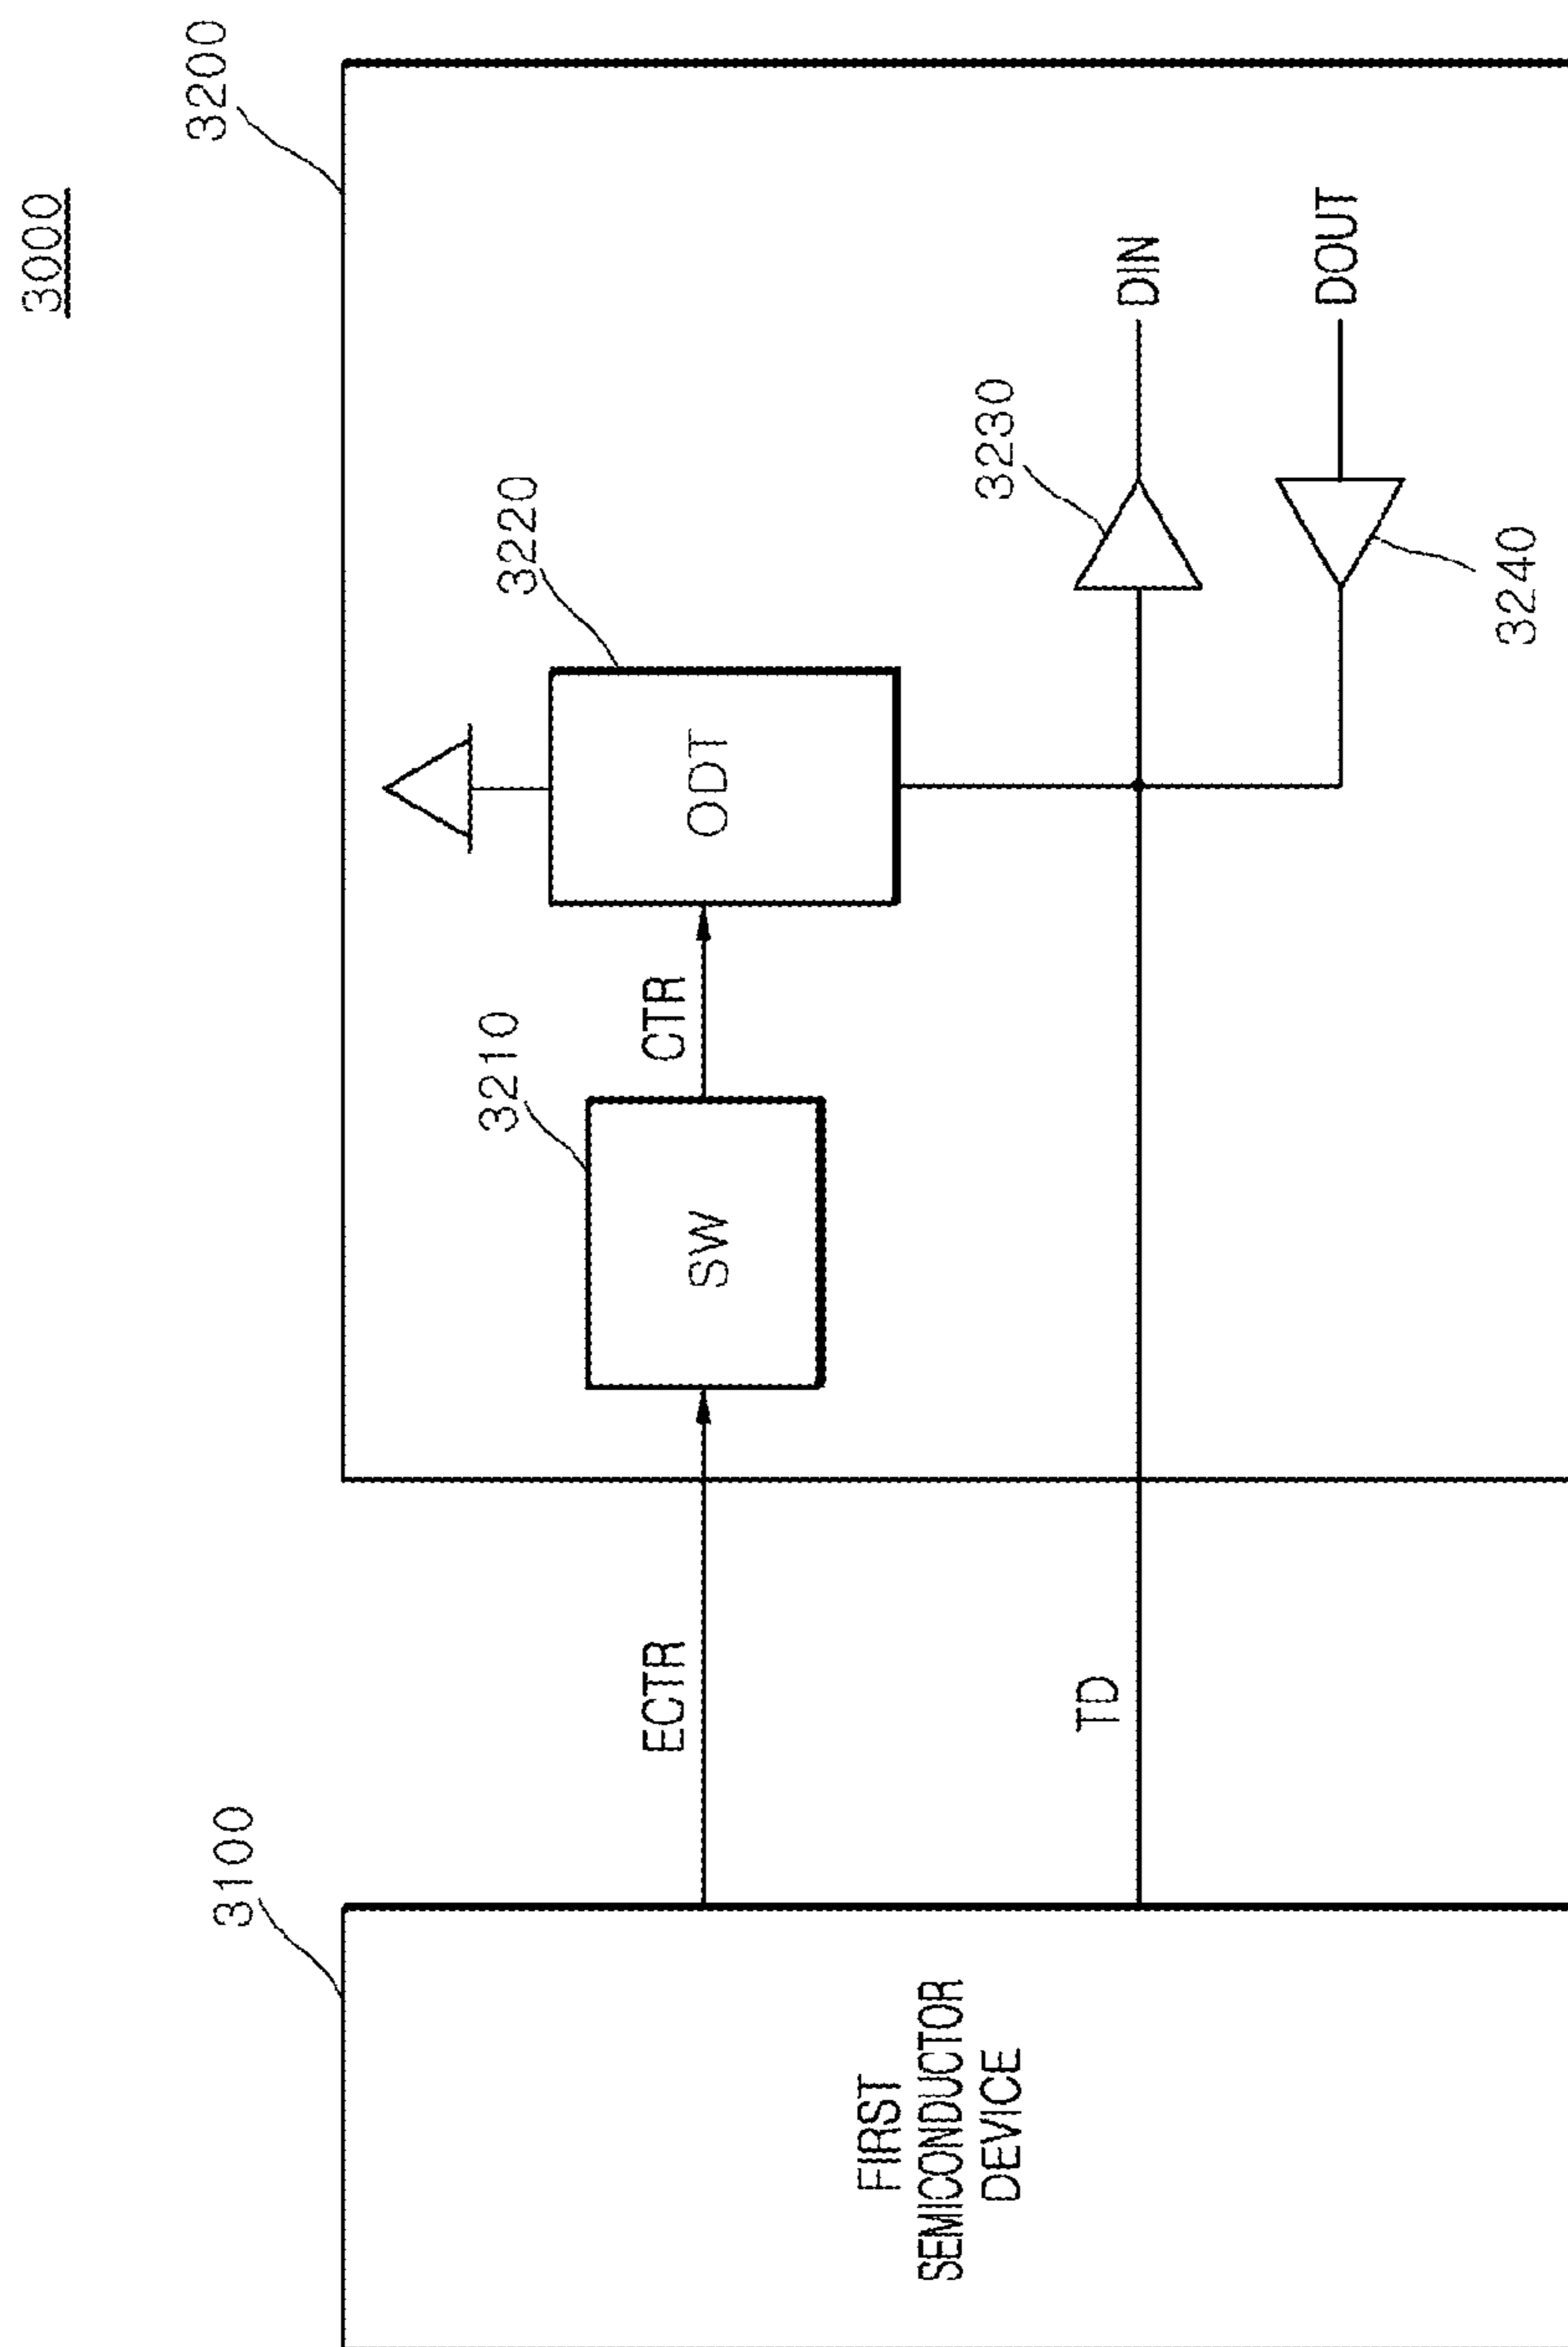 3000
3200
3100
3210
3220
SW
CTR
ODT
ECTR
3230
DIN
TD
FIRST
SEMICONDUCTOR
DEVICE
DOUT
3240